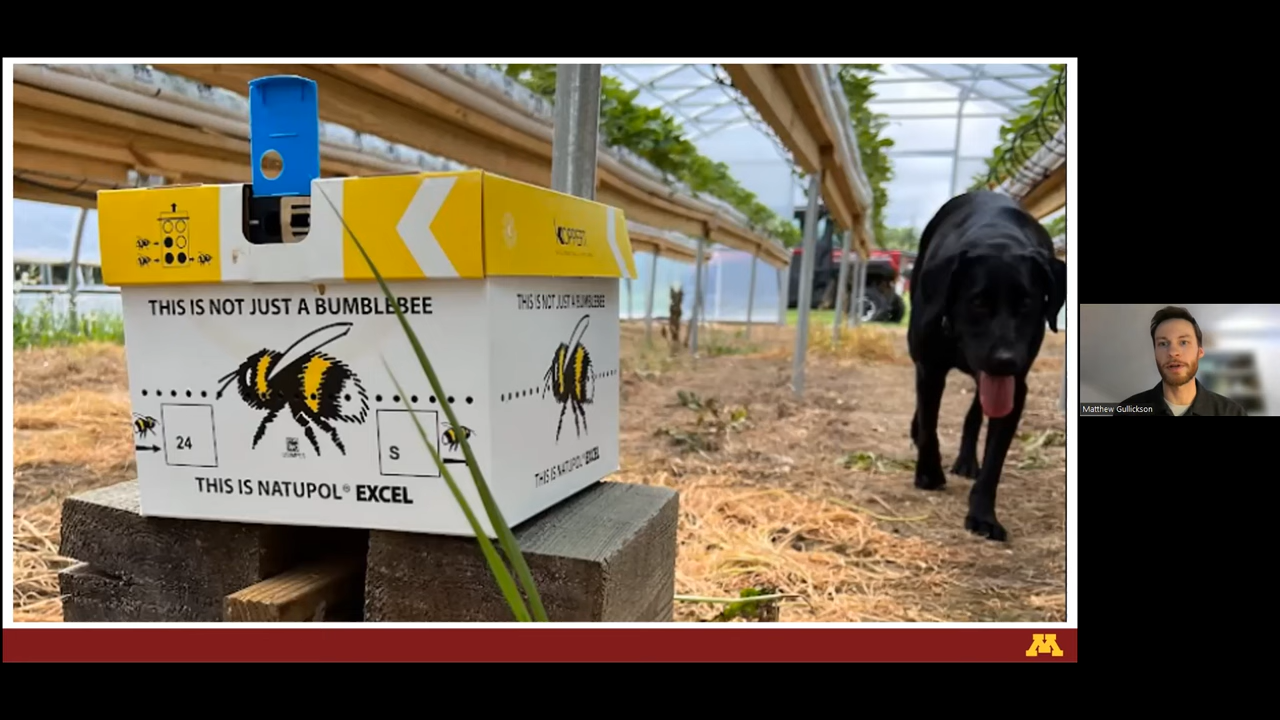 THIS IS NOT JUST A BUMBLEBEE
24
S
THIS IS NATUPOL® EXCEL
KOPPERT
THIS IS NOT JUST A BUMBLEBEE
THIS IS NATUPOL® EXCEL
M
Matthew Gullickson